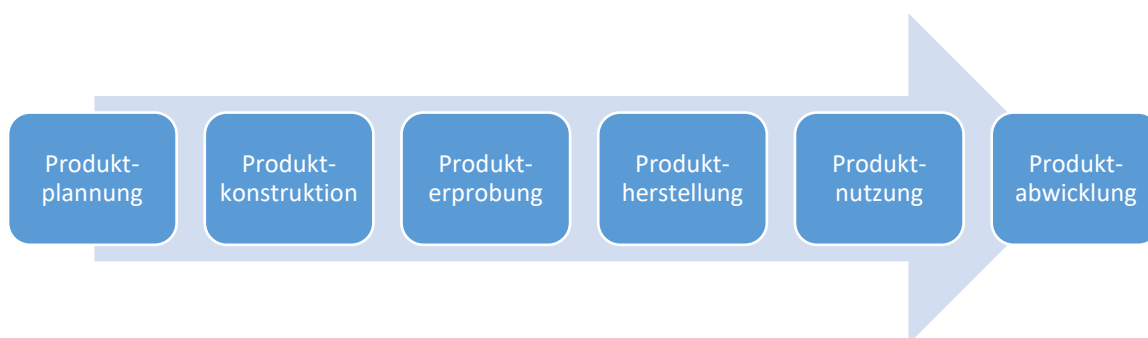 Produkt-
plannung
Produkt-
konstruktion
Produkt-
erprobung
Produkt-
herstellung
Produkt-
nutzung
Produkt-
abwicklung